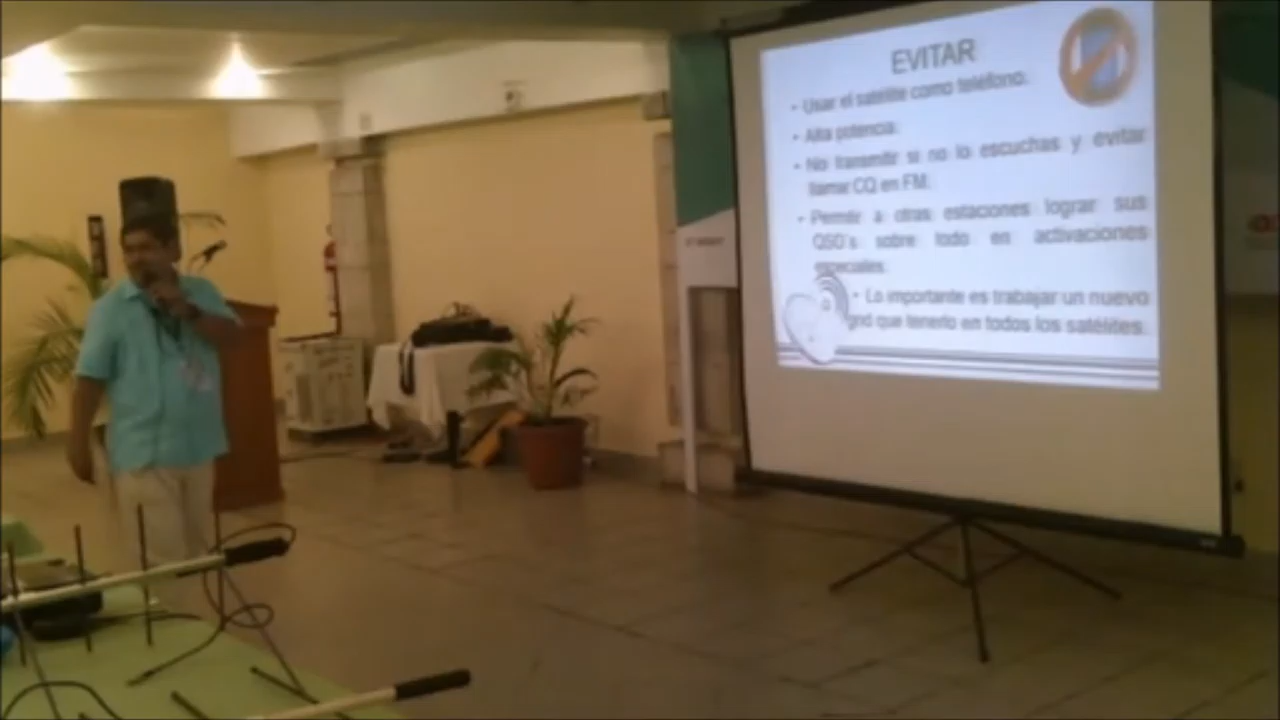 EVITAR
• Usar el satélite como teléfono.
• Alta potencia.
• No transmitir si no lo escuchas y evitar
llamar CQ en FM.
• Permitir a otras estaciones lograr sus
QSO's sobre todo en activaciones
especiales.
• Lo importante es trabajar un nuevo
grid que tenerlo en todos los satélites.